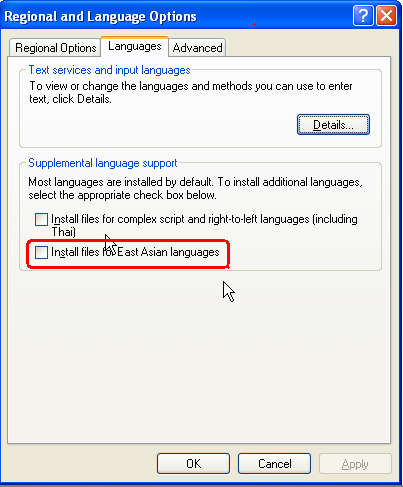 Regional and Language Options
Regional Options Languages Advanced
Text services and input languages
To view or change the languages and methods you can use to enter
text, click Details.
Details...
Supplemental language support
Most languages are installed by default. To install additional languages,
select the appropriate check box below.
Install files for complex script and right-to-left languages (including
Thai)
Install files for East Asian languages
OK Cancel Apply